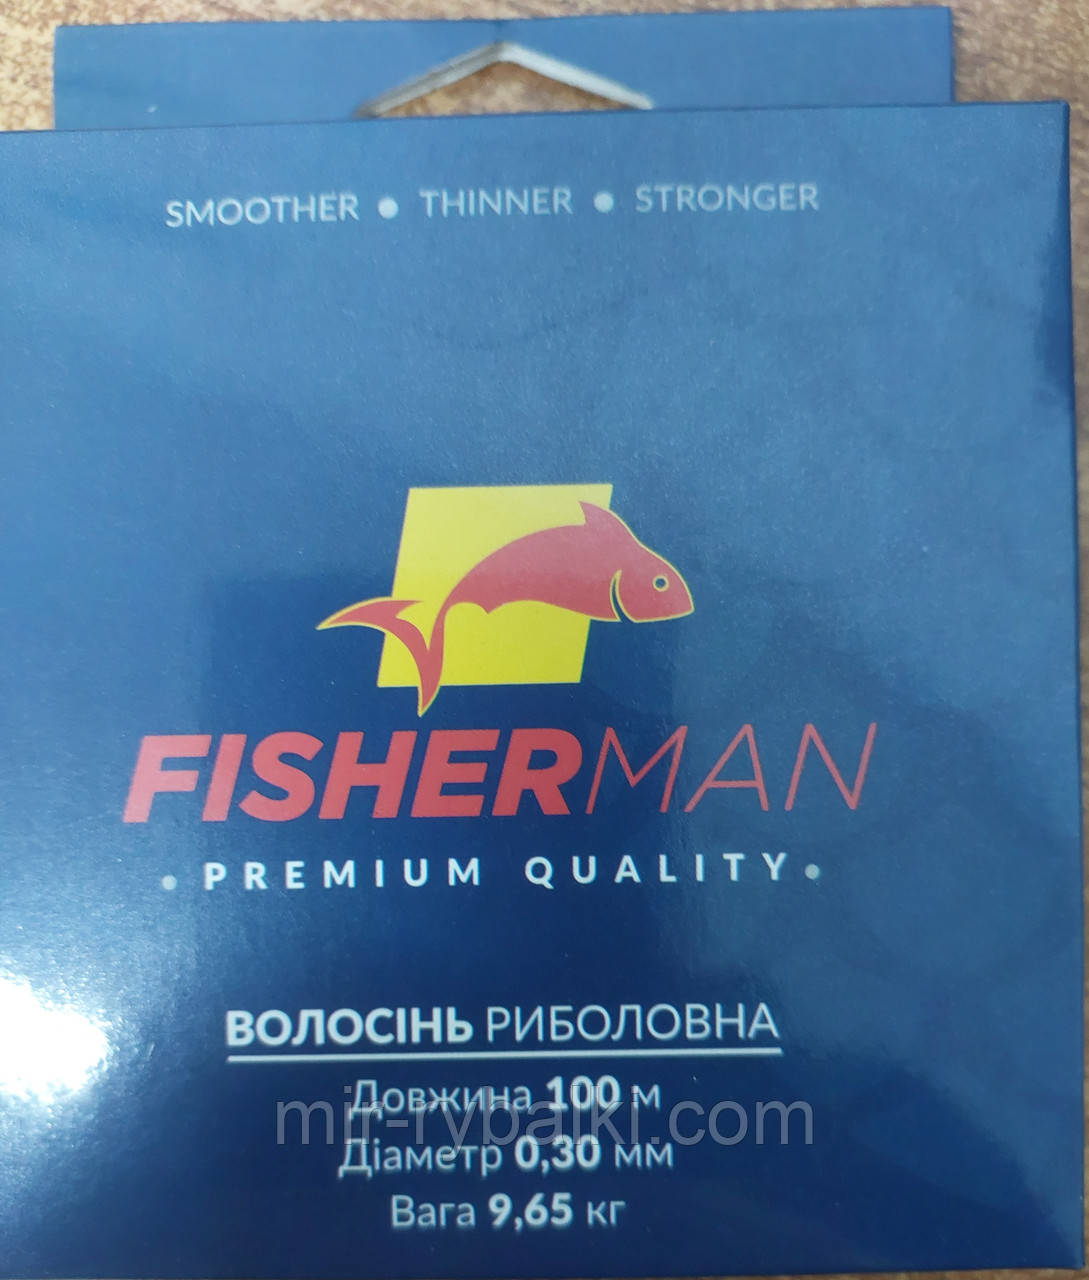 SMOOTHER • THINNER • STRONGER
FISHERMAN
• PREMIUM QUALITY •
ВОЛОСІНЬ РИБОЛОВНА
Довжина 100 м
mir-rybalki.com
Діаметр 0,30 мм
Вага 9,65 кг